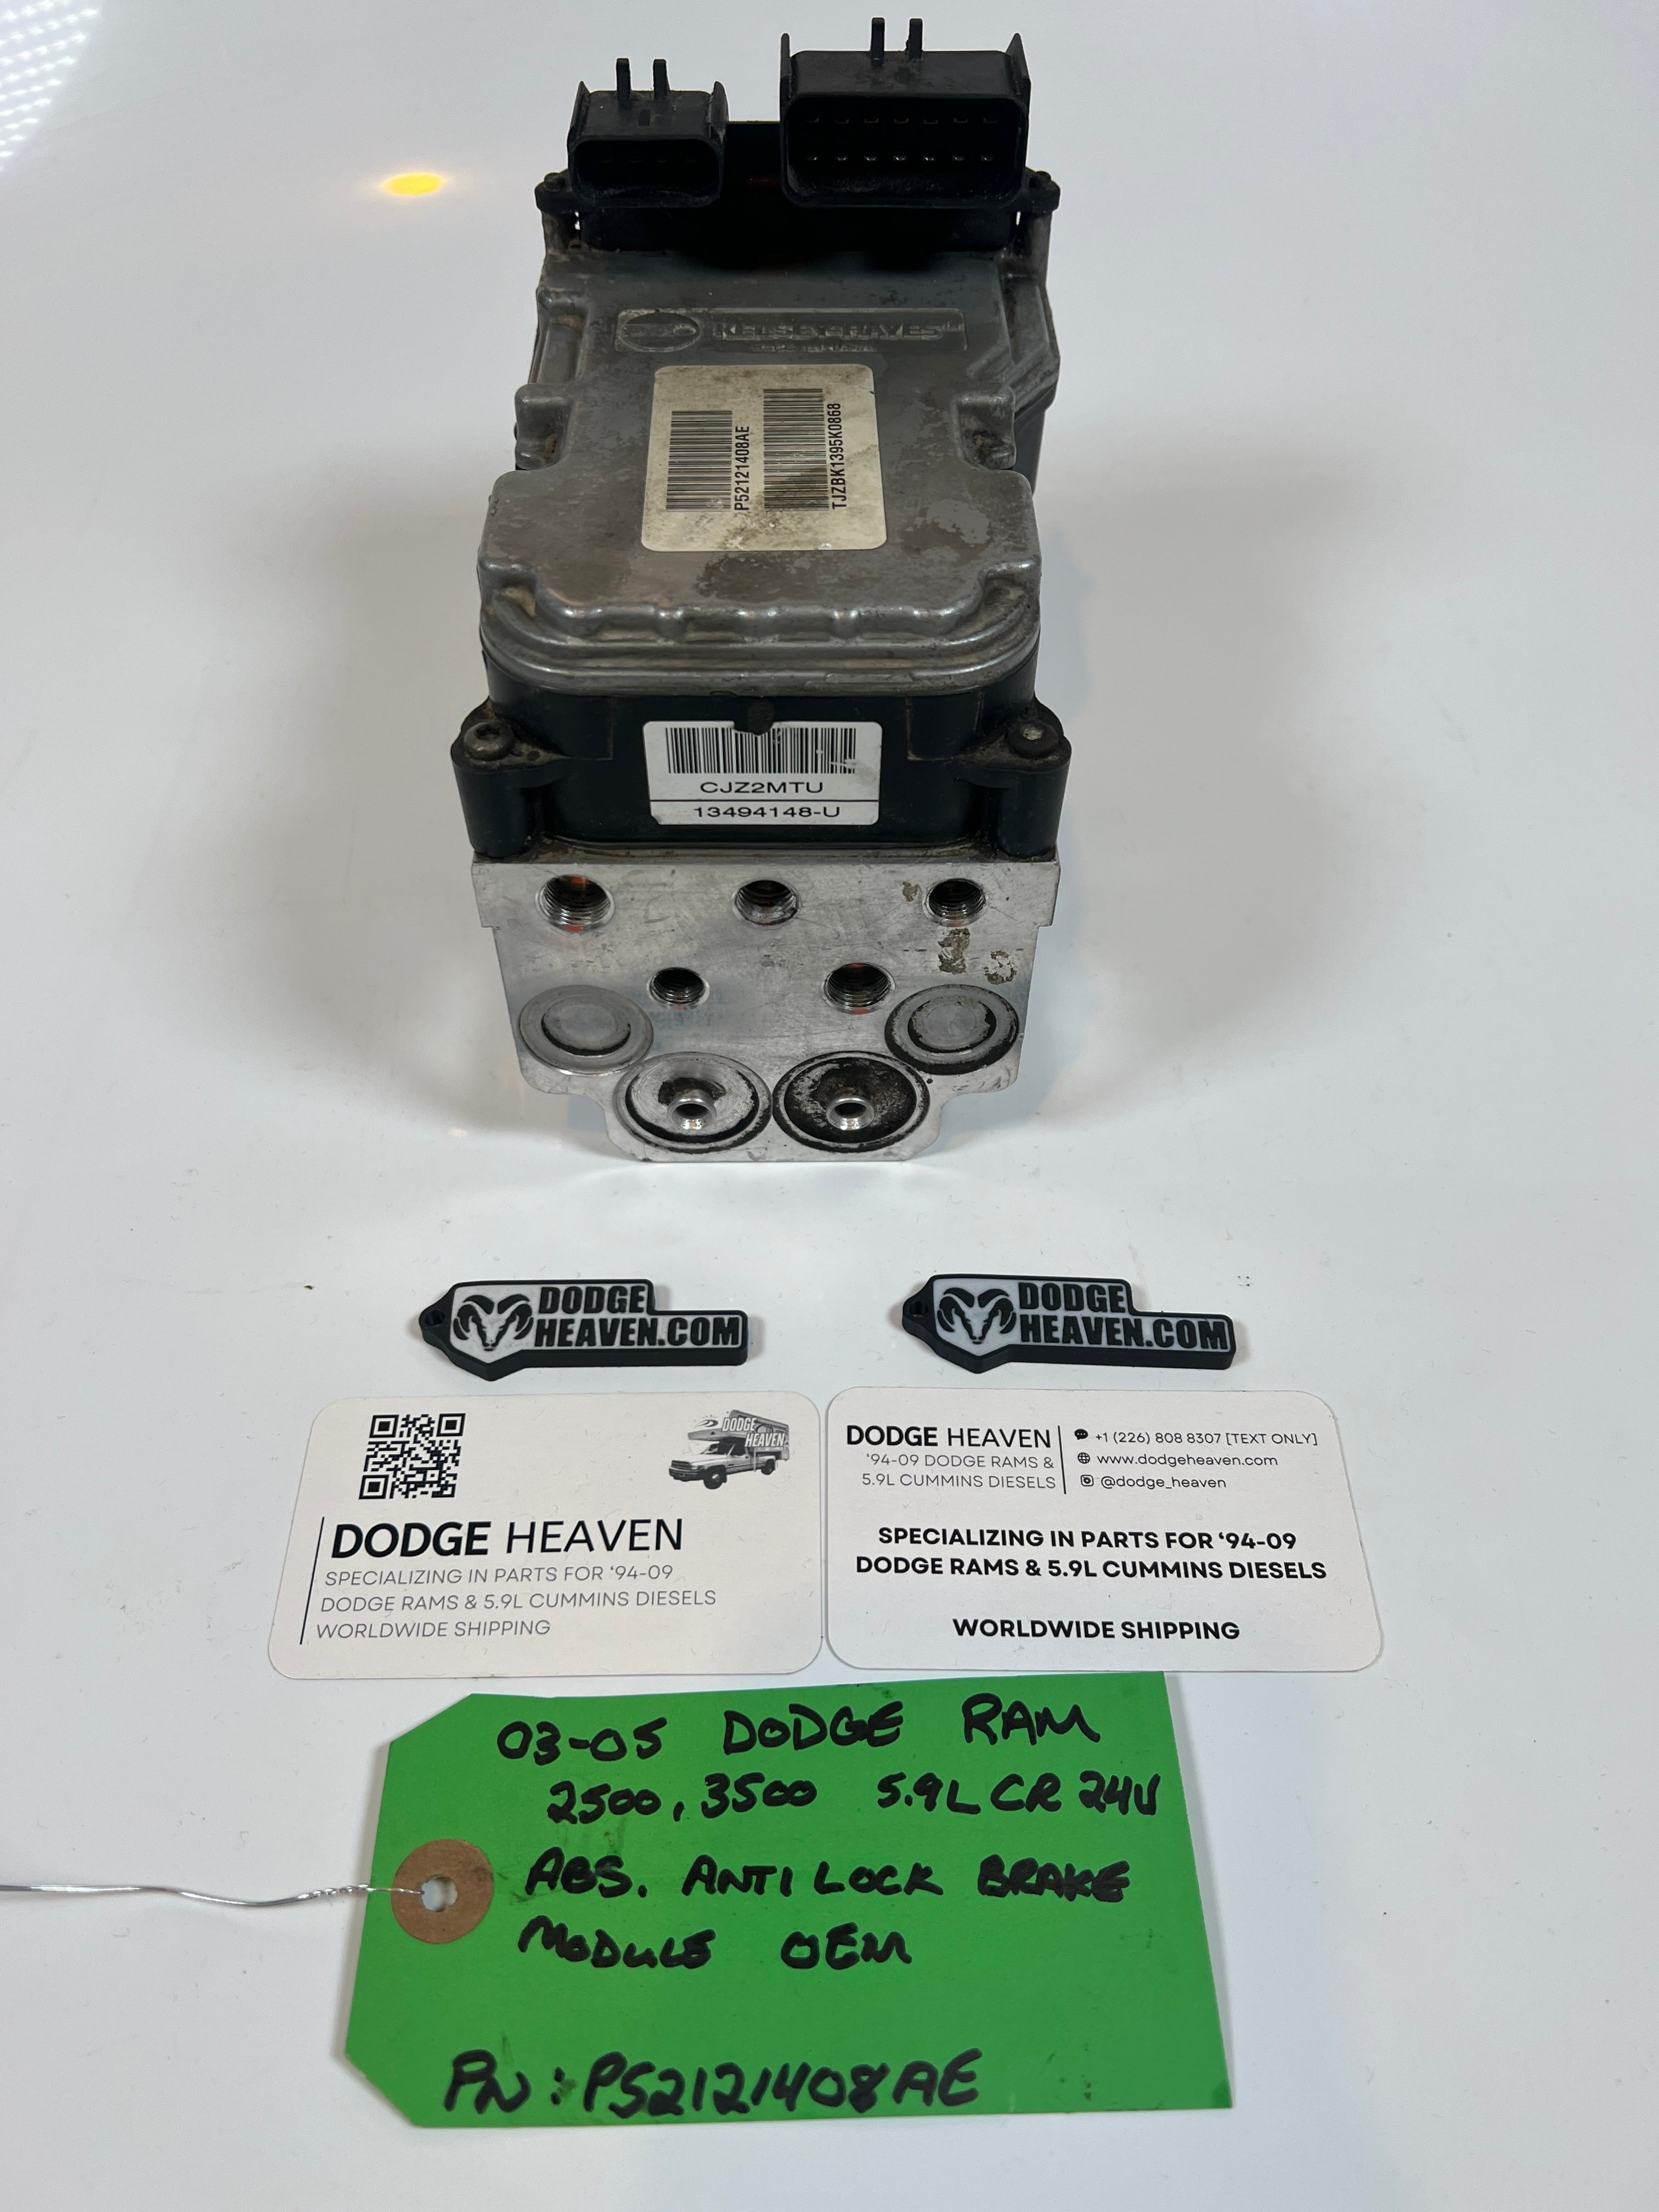 KELSEY-HAYES
P52121408AE
TJZBK1395K0868
CJZ2MTU
13494148-U
DODGE
HEAVEN.COM
DODGE
HEAVEN.COM
DODGE
HEAVEN
DODGE HEAVEN
SPECIALIZING IN PARTS FOR ‘94-09
DODGE RAMS & 5.9L CUMMINS DIESELS
WORLDWIDE SHIPPING
DODGE HEAVEN
‘94-09 DODGE RAMS &
5.9L CUMMINS DIESELS
+1 (226) 808 8307 [TEXT ONLY]
www.dodgeheaven.com
@dodge_heaven
SPECIALIZING IN PARTS FOR ‘94-09
DODGE RAMS & 5.9L CUMMINS DIESELS
WORLDWIDE SHIPPING
03-05 DODGE RAM
2500, 3500 5.9L CR 24V
ABS. ANTI LOCK BRAKE
MODULE OEM
PN: P52121408AE